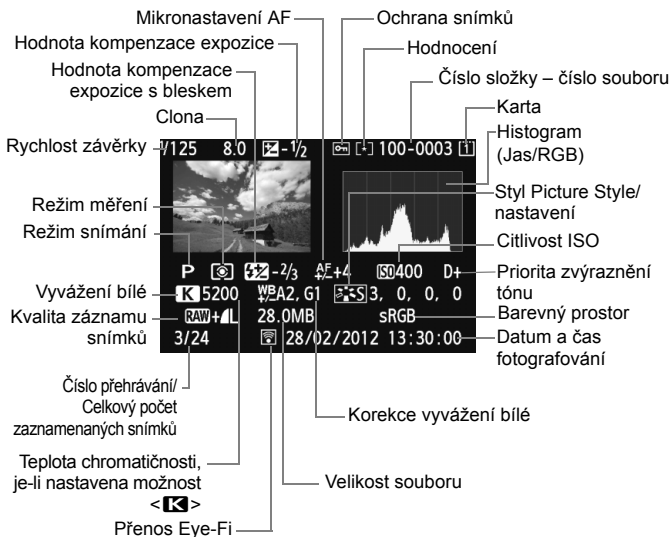 Mikronastavení AF
Ochrana snímků
Hodnota kompenzace expozice
Hodnocení
Hodnota kompenzace
expozice s bleskem
Číslo složky – číslo souboru
Clona
Karta
Rychlost závěrky
/125 8.0 -1/2 100-0003 1
Histogram
(Jas/RGB)
Režim měření
Styl Picture Style/
nastavení
Režim snímání
Citlivost ISO
P -2/3 AF+4 ISO400 D+
Priorita zvýraznění
tónu
Vyvážení bílé
K 5200 WB A2, G1 S 3, 0, 0, 0
Kvalita záznamu
snímků
RAW+L 28.0MB sRGB
Barevný prostor
3/24 28/02/2012 13:30:00
Datum a čas
fotografování
Číslo přehrávání/
Celkový počet
zaznamenaných snímků
Korekce vyvážení bílé
Teplota chromatičnosti,
je-li nastavena možnost
<K>
Velikost souboru
Přenos Eye-Fi